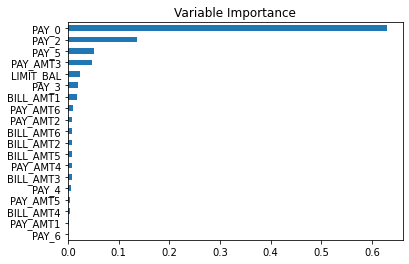 Variable Importance
PAY_0
PAY_2
PAY_5
PAY_AMT3
LIMIT_BAL
PAY_3
BILL_AMT1
PAY_AMT6
PAY_AMT2
BILL_AMT6
BILL_AMT2
BILL_AMT5
PAY_AMT4
BILL_AMT3
PAY_4
PAY_AMT5
BILL_AMT4
PAY_AMT1
PAY_6
0.0 0.1 0.2 0.3 0.4 0.5 0.6